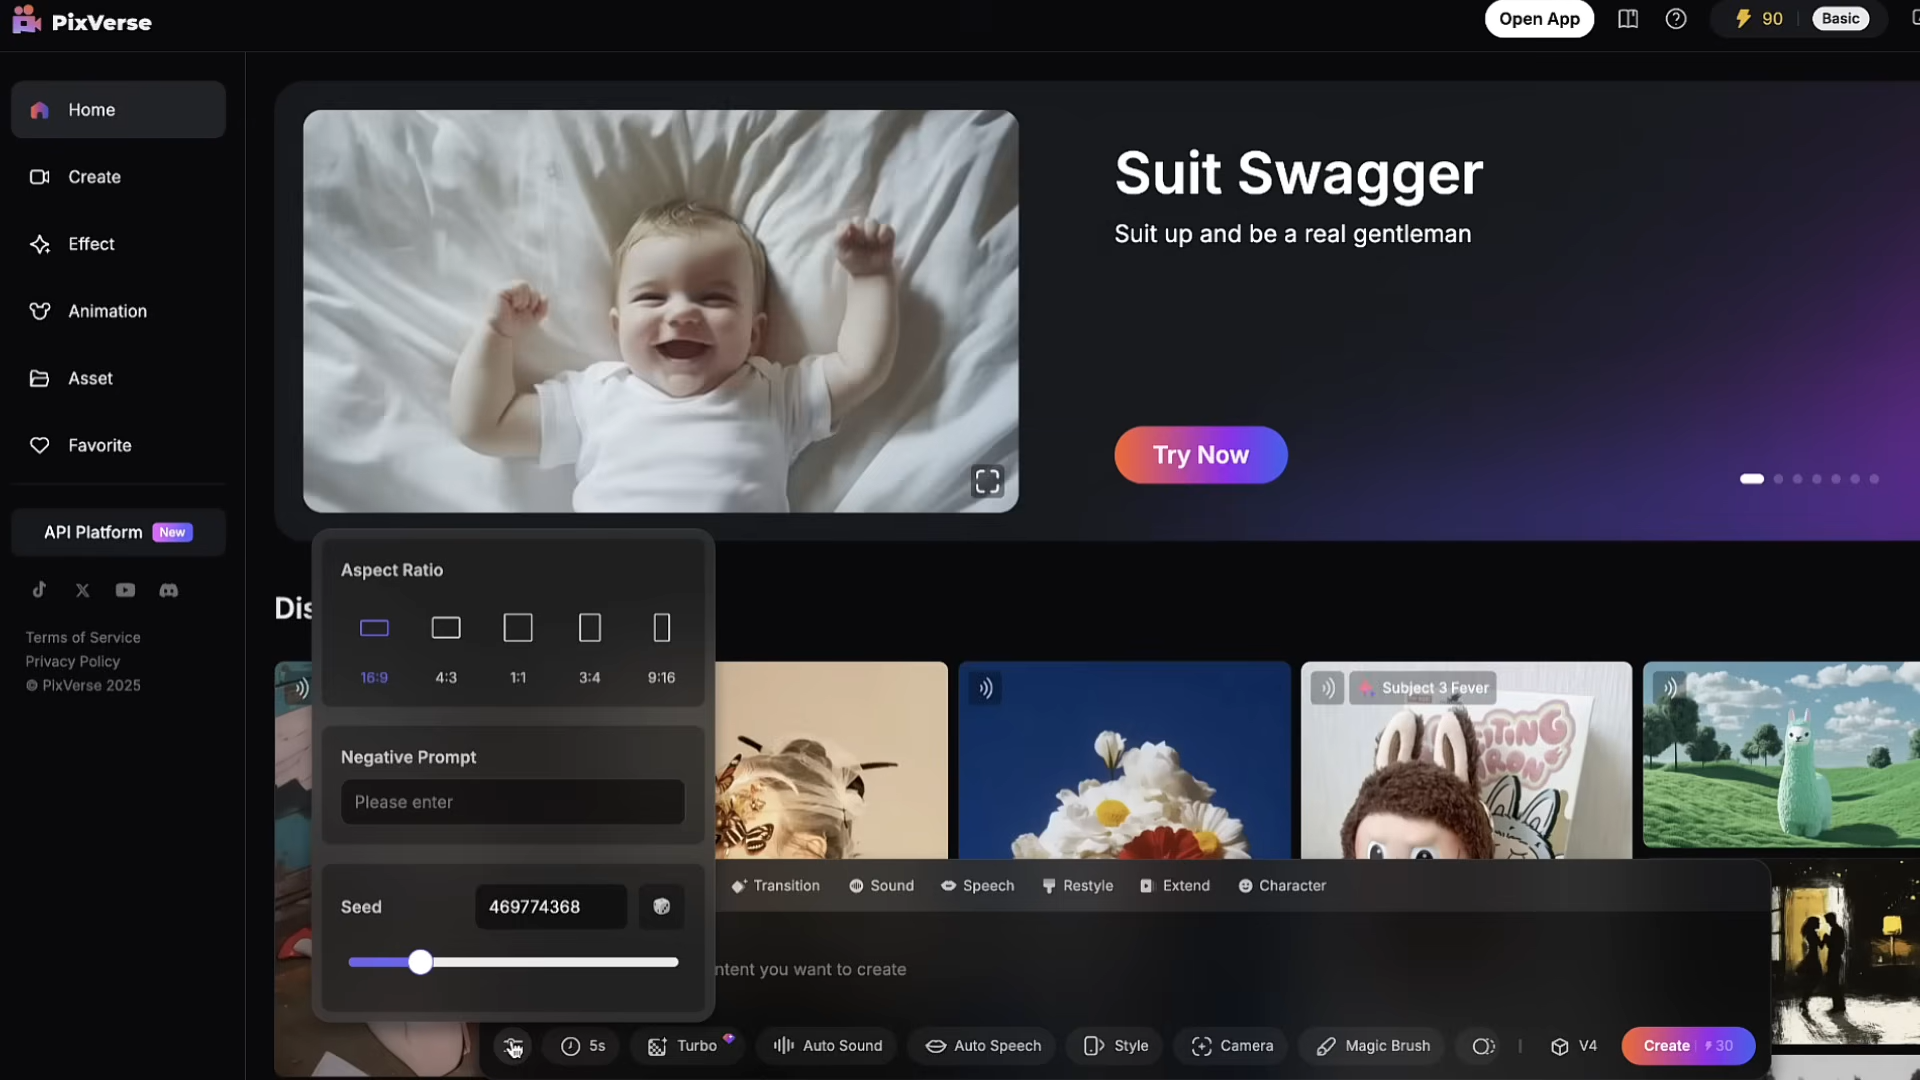 PixVerse
Open App
90
Basic
Home
Create
Effect
Animation
Asset
Favorite
API Platform New
Terms of Service
Privacy Policy
© PixVerse 2025
Suit Swagger
Suit up and be a real gentleman
Try Now
Dis
Aspect Ratio
16:9 4:3 1:1 3:4 9:16
Negative Prompt
Please enter
Seed 469774368
Subject 3 Fever
Transition Sound Speech Restyle Extend Character
ntent you want to create
5s Turbo Auto Sound Auto Speech Style Camera Magic Brush V4 Create 30